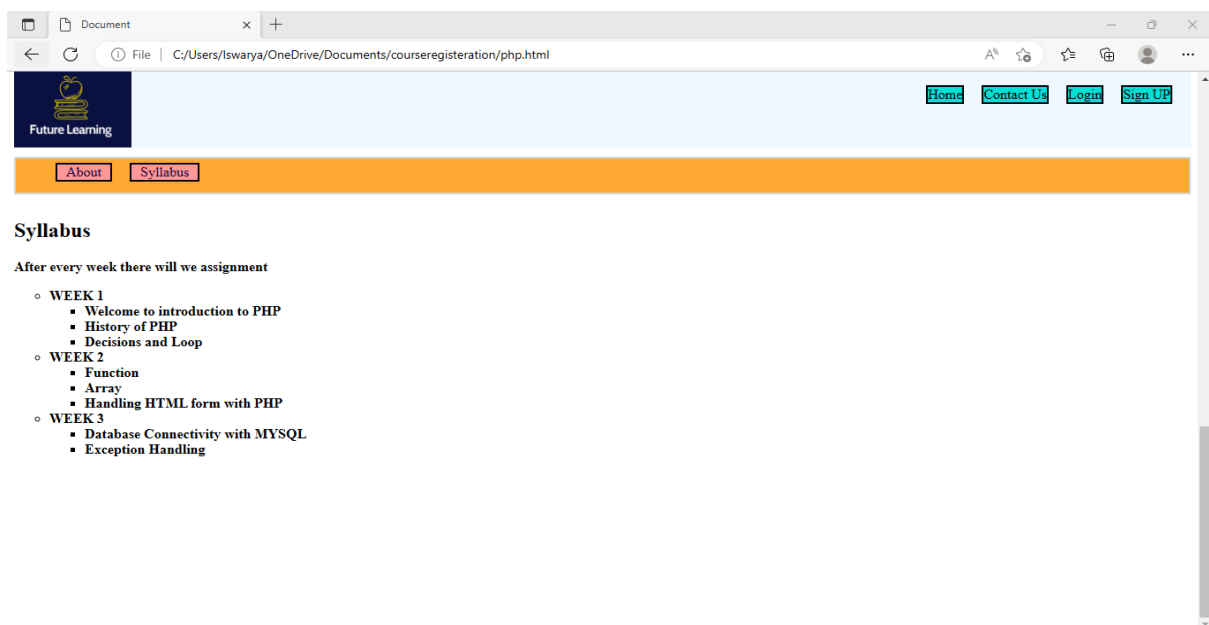 Document
File | C:/Users/Iswarya/OneDrive/Documents/courseregisteration/php.html
Future Learning
Home Contact Us Login Sign UP
About Syllabus
Syllabus
After every week there will we assignment
WEEK 1
Welcome to introduction to PHP
History of PHP
Decisions and Loop
WEEK 2
Function
Array
Handling HTML form with PHP
WEEK 3
Database Connectivity with MYSQL
Exception Handling